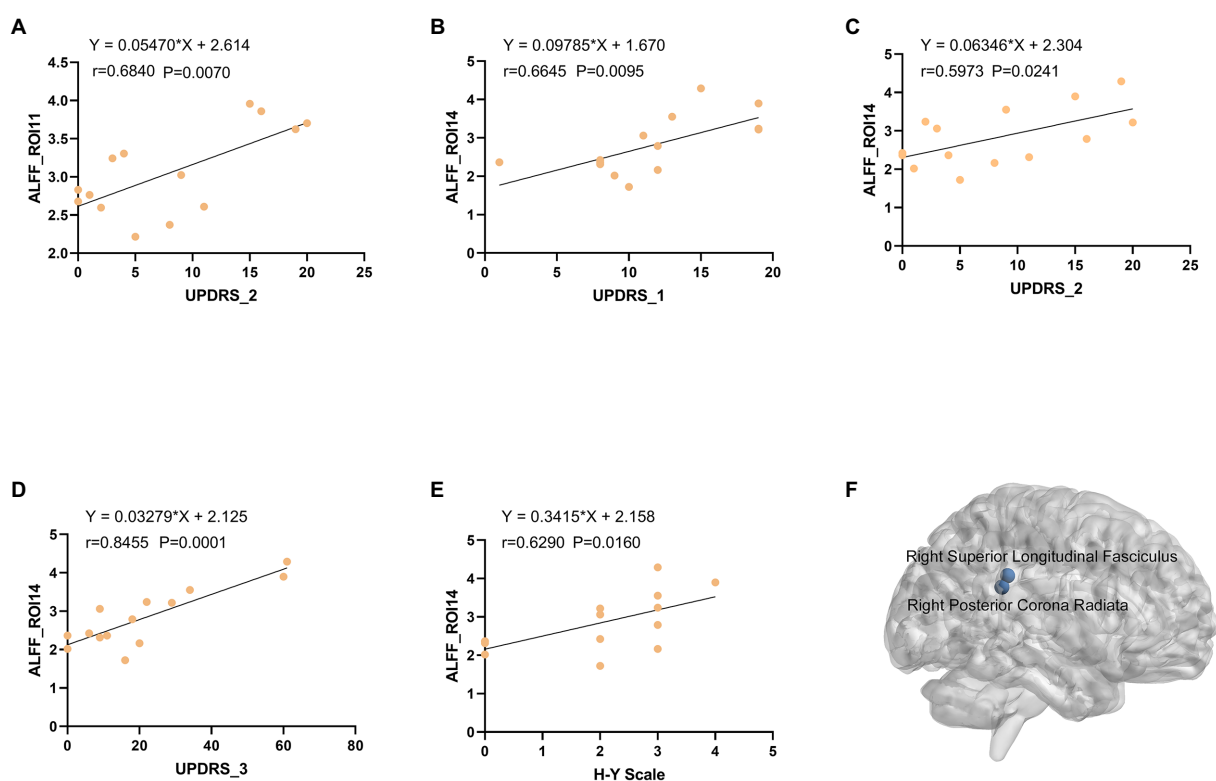 A
Y = 0.05470*X + 2.614
r=0.6840 P=0.0070
ALFF_ROI11
4.5
4.0
3.5
3.0
2.5
2.0
0 5 10 15 20 25
UPDRS_2
B
Y = 0.09785*X + 1.670
r=0.6645 P=0.0095
ALFF_ROI14
5
4
3
2
1
0
0 5 10 15 20
UPDRS_1
C
Y = 0.06346*X + 2.304
r=0.5973 P=0.0241
ALFF_ROI14
5
4
3
2
1
0
0 5 10 15 20 25
UPDRS_2
D
Y = 0.03279*X + 2.125
r=0.8455 P=0.0001
ALFF_ROI14
5
4
3
2
1
0
0 20 40 60 80
UPDRS_3
E
Y = 0.3415*X + 2.158
r=0.6290 P=0.0160
ALFF_ROI14
5
4
3
2
1
0
0 1 2 3 4 5
H-Y Scale
F
Right Superior Longitudinal Fasciculus
Right Posterior Corona Radiata